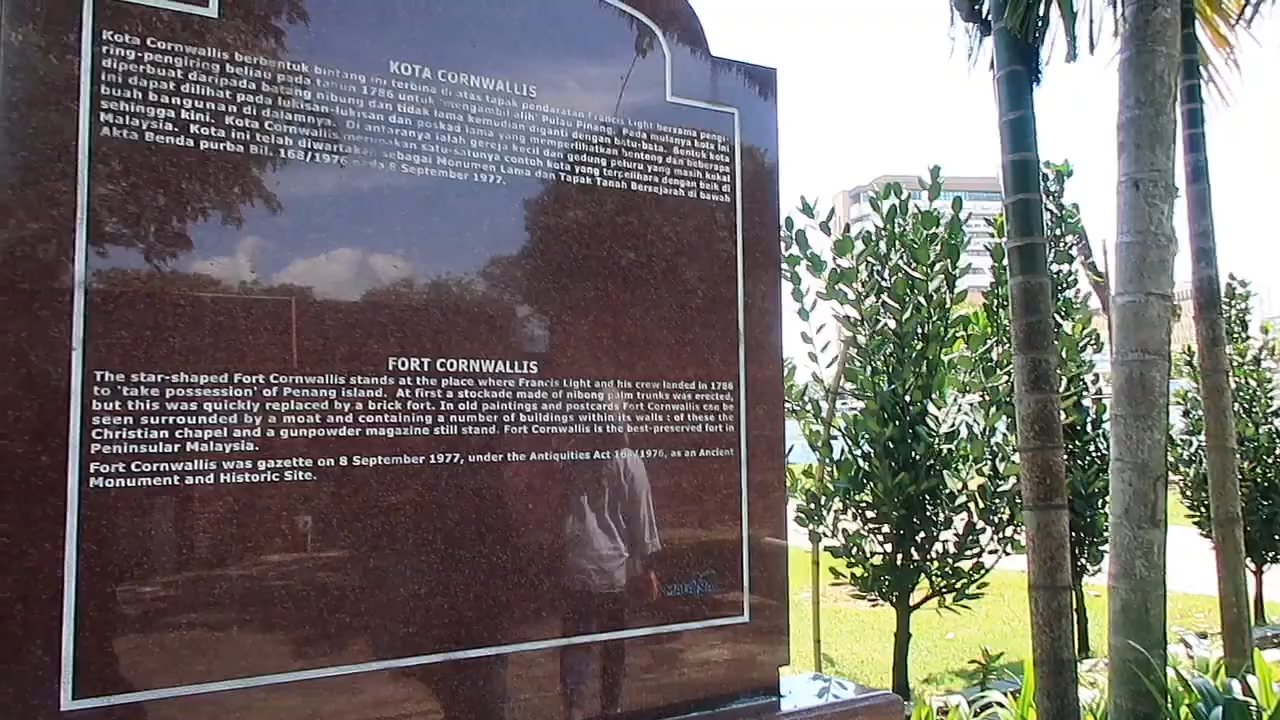 KOTA CORNWALLIS
Kota Cornwallis berbentuk bintang ini terbina di atas tapak pendaratan Francis Light bersama pengi-
ring-pengiring beliau pada tahun 1786 untuk 'mengambil alih' Pulau Pinang. Pada mulanya kota ini
diperbuat daripada batang nibung dan tidak lama kemudian diganti dengan batu-bata. Bentuk kota
ini dapat dilihat pada lukisan-lukisan dan poskad lama yang memperlihatkan benteng dan beberapa
buah bangunan di dalamnya. Di antaranya ialah gereja kecil dan gedung peluru yang masih kekal
sehingga kini. Kota Cornwallis merupakan satu-satunya contoh kota yang terpelihara dengan baik di
Malaysia. Kota ini telah diwartakan sebagai Monumen Lama dan Tapak Tanah Bersejarah di bawah
Akta Benda purba Bil. 168/1976 pada 8 September 1977.
FORT CORNWALLIS
The star-shaped Fort Cornwallis stands at the place where Francis Light and his crew landed in 1786
to 'take possession' of Penang island. At first a stockade made of nibong palm trunks was erected,
but this was quickly replaced by a brick fort. In old paintings and postcards Fort Cornwallis can be
seen surrounded by a moat and containing a number of buildings within its walls : of these the
Christian chapel and a gunpowder magazine still stand. Fort Cornwallis is the best-preserved fort in
Peninsular Malaysia.
Fort Cornwallis was gazette on 8 September 1977, under the Antiquities Act 168/1976, as an Ancient
Monument and Historic Site.
MALAYSIA